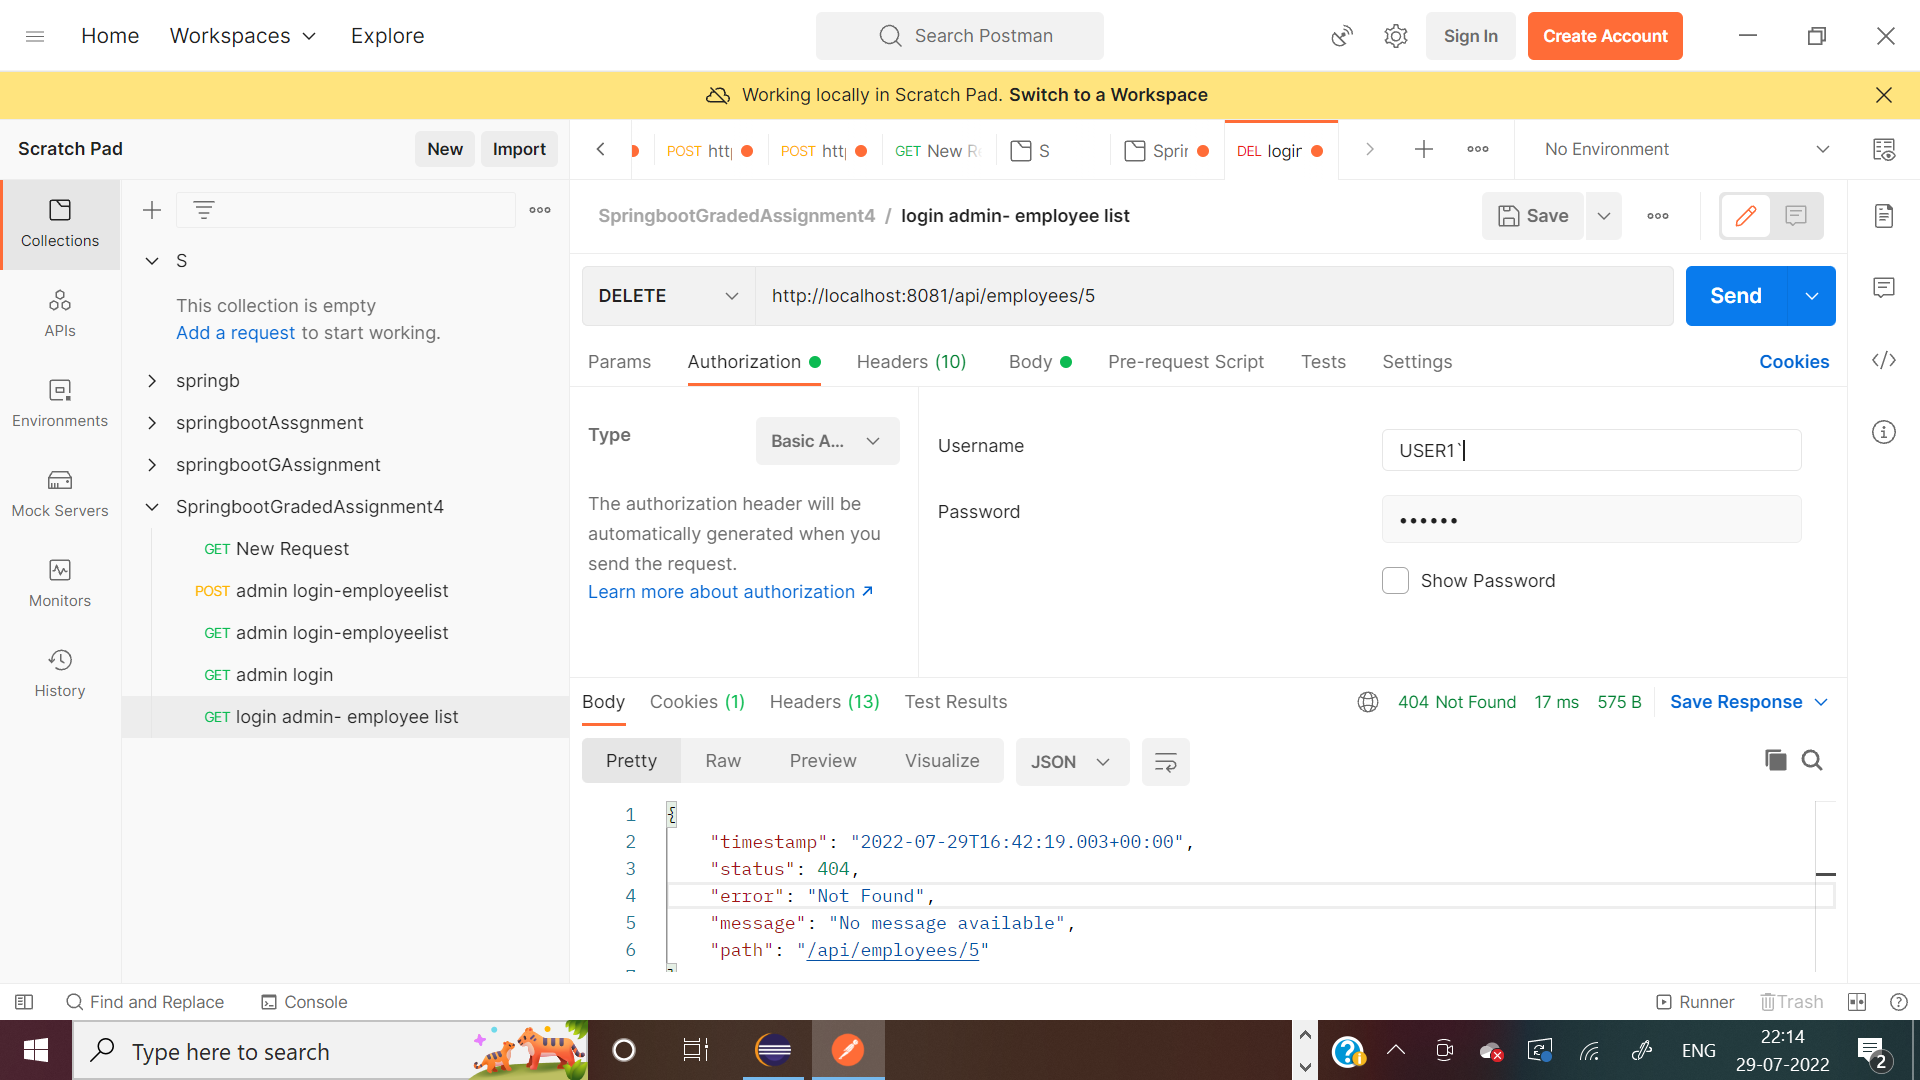 Home Workspaces Explore Search Postman Sign In Create Account
Working locally in Scratch Pad. Switch to a Workspace
Scratch Pad New Import POST htt POST htt GET New Re S Sprin DEL login No Environment
SpringbootGradedAssignment4 / login admin- employee list Save
Collections
S
This collection is empty
Add a request to start working.
APIs
springb
Environments
springbootAssgnment
springbootGAssignment
Mock Servers
SpringbootGradedAssignment4
GET New Request
POST admin login-employeelist
Monitors
GET admin login-employeelist
GET admin login
History
GET login admin- employee list
DELETE http://localhost:8081/api/employees/5 Send
Params Authorization Headers (10) Body Pre-request Script Tests Settings Cookies
Type Basic A...
The authorization header will be
automatically generated when you
send the request.
Learn more about authorization ↗
Username USER1`
Password ••••••
Show Password
Body Cookies (1) Headers (13) Test Results 404 Not Found 17 ms 575 B Save Response
Pretty Raw Preview Visualize JSON
1 {
2 "timestamp": "2022-07-29T16:42:19.003+00:00",
3 "status": 404,
4 "error": "Not Found",
5 "message": "No message available",
6 "path": "/api/employees/5"
Find and Replace Console Runner Trash
Type here to search ENG 22:14
29-07-2022 2